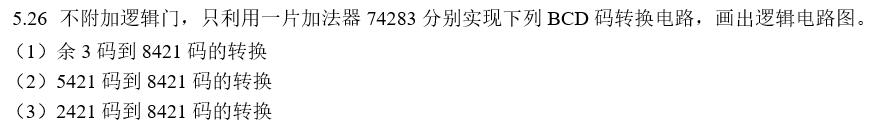 5.26 不附加逻辑门，只利用一片加法器 74283 分别实现下列 BCD 码转换电路，画出逻辑电路图。
（1）余 3 码到 8421 码的转换
（2）5421 码到 8421 码的转换
（3）2421 码到 8421 码的转换